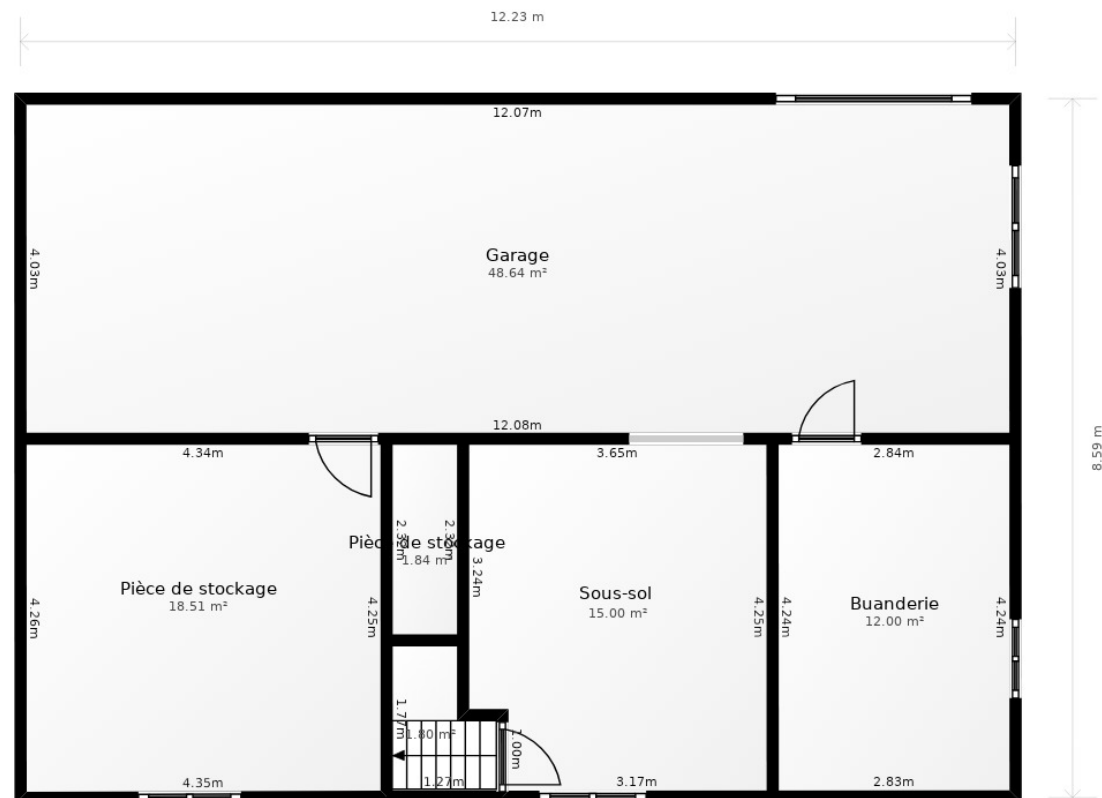 12.23 m
12.07m
4.03m
Garage
48.64 m²
4.03m
8.59 m
12.08m
4.34m
3.65m
2.84m
Pièce de stockage
1.84 m²
3.24m
Pièce de stockage
18.51 m²
4.26m
4.25m
Sous-sol
15.00 m²
4.25m
4.24m
Buanderie
12.00 m²
4.24m
1.80 m²
1.00m
4.35m
1.27m
3.17m
2.83m